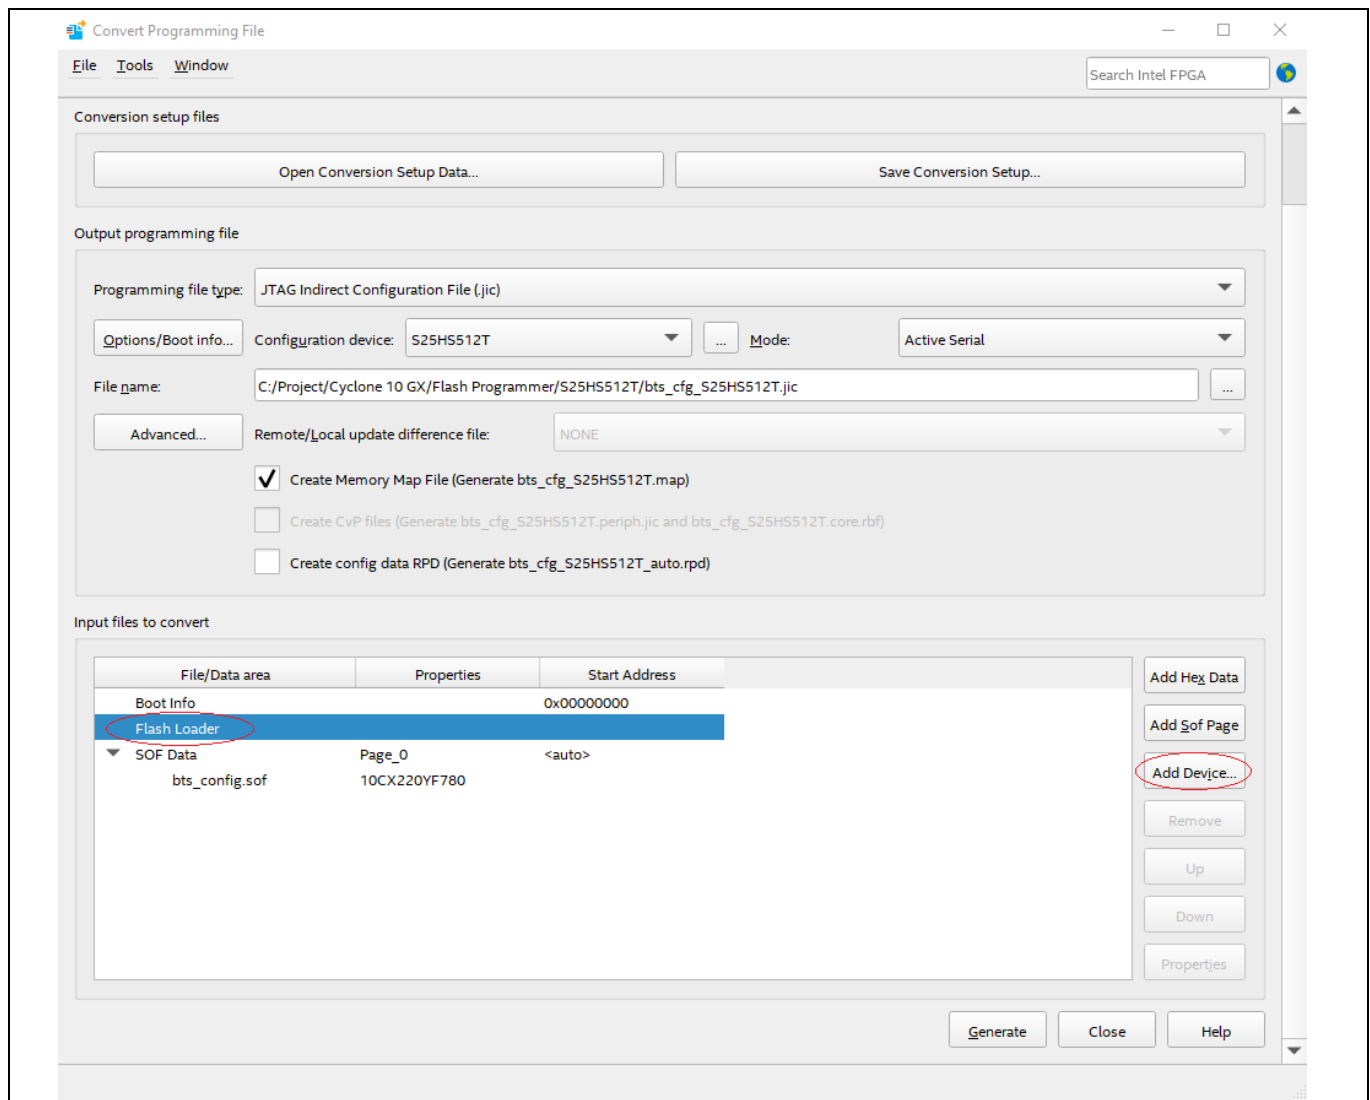 Convert Programming File
File Tools Window
Search Intel FPGA
Conversion setup files
Open Conversion Setup Data... Save Conversion Setup...
Output programming file
Programming file type: JTAG Indirect Configuration File (.jic)
Options/Boot info... Configuration device: S25HS512T ... Mode: Active Serial
File name: C:/Project/Cyclone 10 GX/Flash Programmer/S25HS512T/bts_cfg_S25HS512T.jic ...
Advanced... Remote/Local update difference file: NONE
Create Memory Map File (Generate bts_cfg_S25HS512T.map)
Create CvP files (Generate bts_cfg_S25HS512T.periph.jic and bts_cfg_S25HS512T.core.rbf)
Create config data RPD (Generate bts_cfg_S25HS512T_auto.rpd)
Input files to convert
File/Data area Properties Start Address
Boot Info 0x00000000
Flash Loader
SOF Data Page_0 <auto>
bts_config.sof 10CX220YF780
Add Hex Data
Add Sof Page
Add Device...
Remove
Up
Down
Properties
Generate Close Help